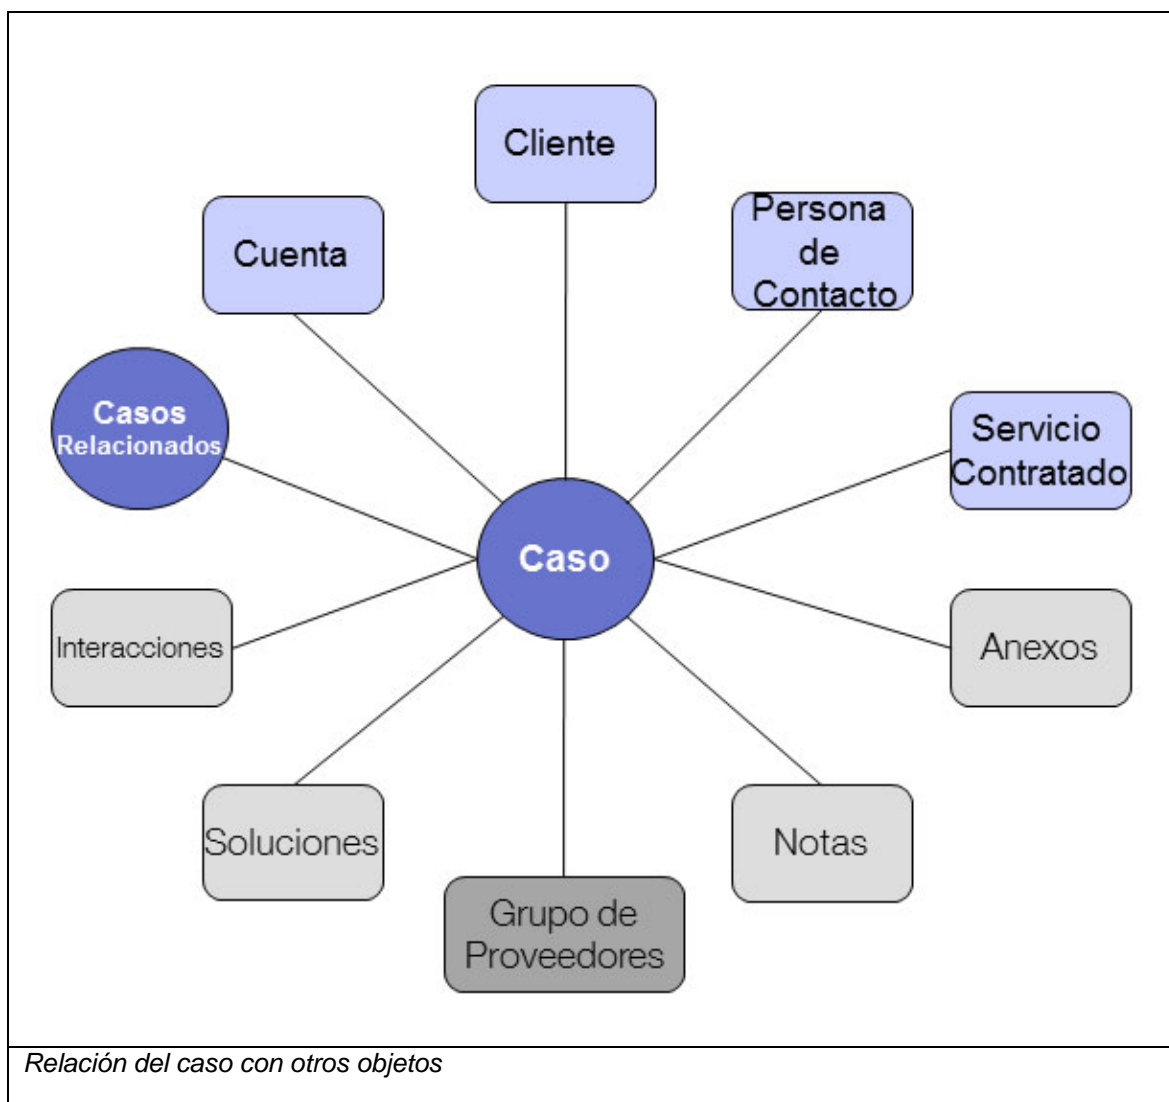 Cliente
Persona
de
Contacto
Cuenta
Casos
Relacionados
Servicio
Contratado
Caso
Interacciones
Anexos
Soluciones
Notas
Grupo de
Proveedores
Relación del caso con otros objetos